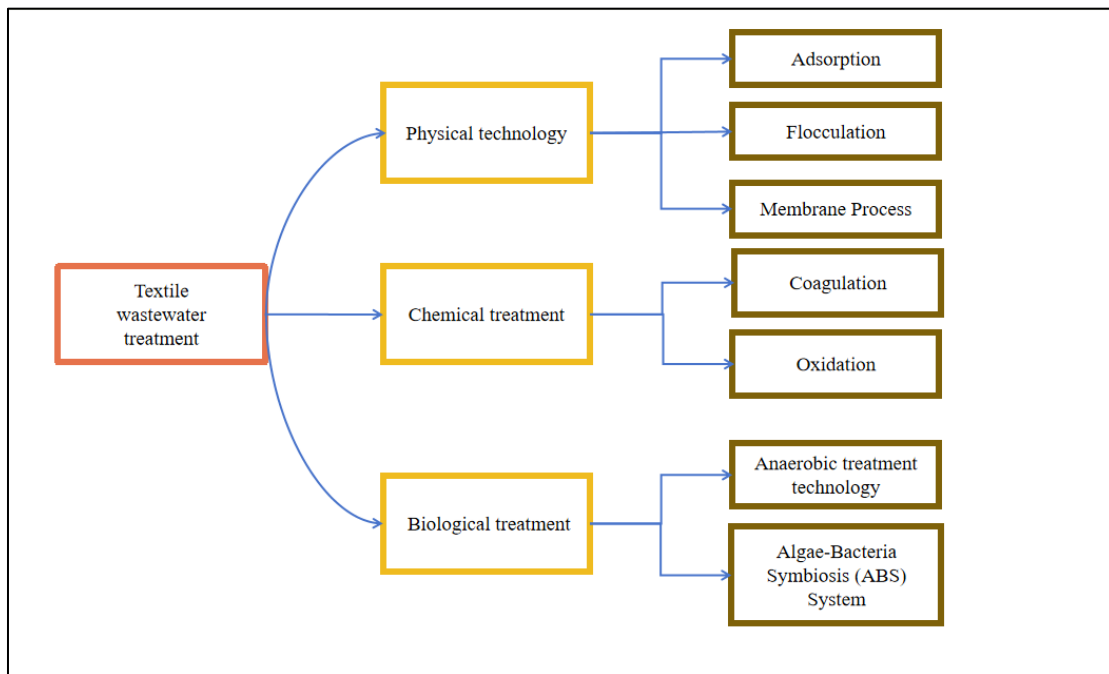 Adsorption
Physical technology
Flocculation
Membrane Process
Textile
wastewater
treatment
Chemical treatment
Coagulation
Oxidation
Biological treatment
Anaerobic treatment
technology
Algae-Bacteria
Symbiosis (ABS)
System